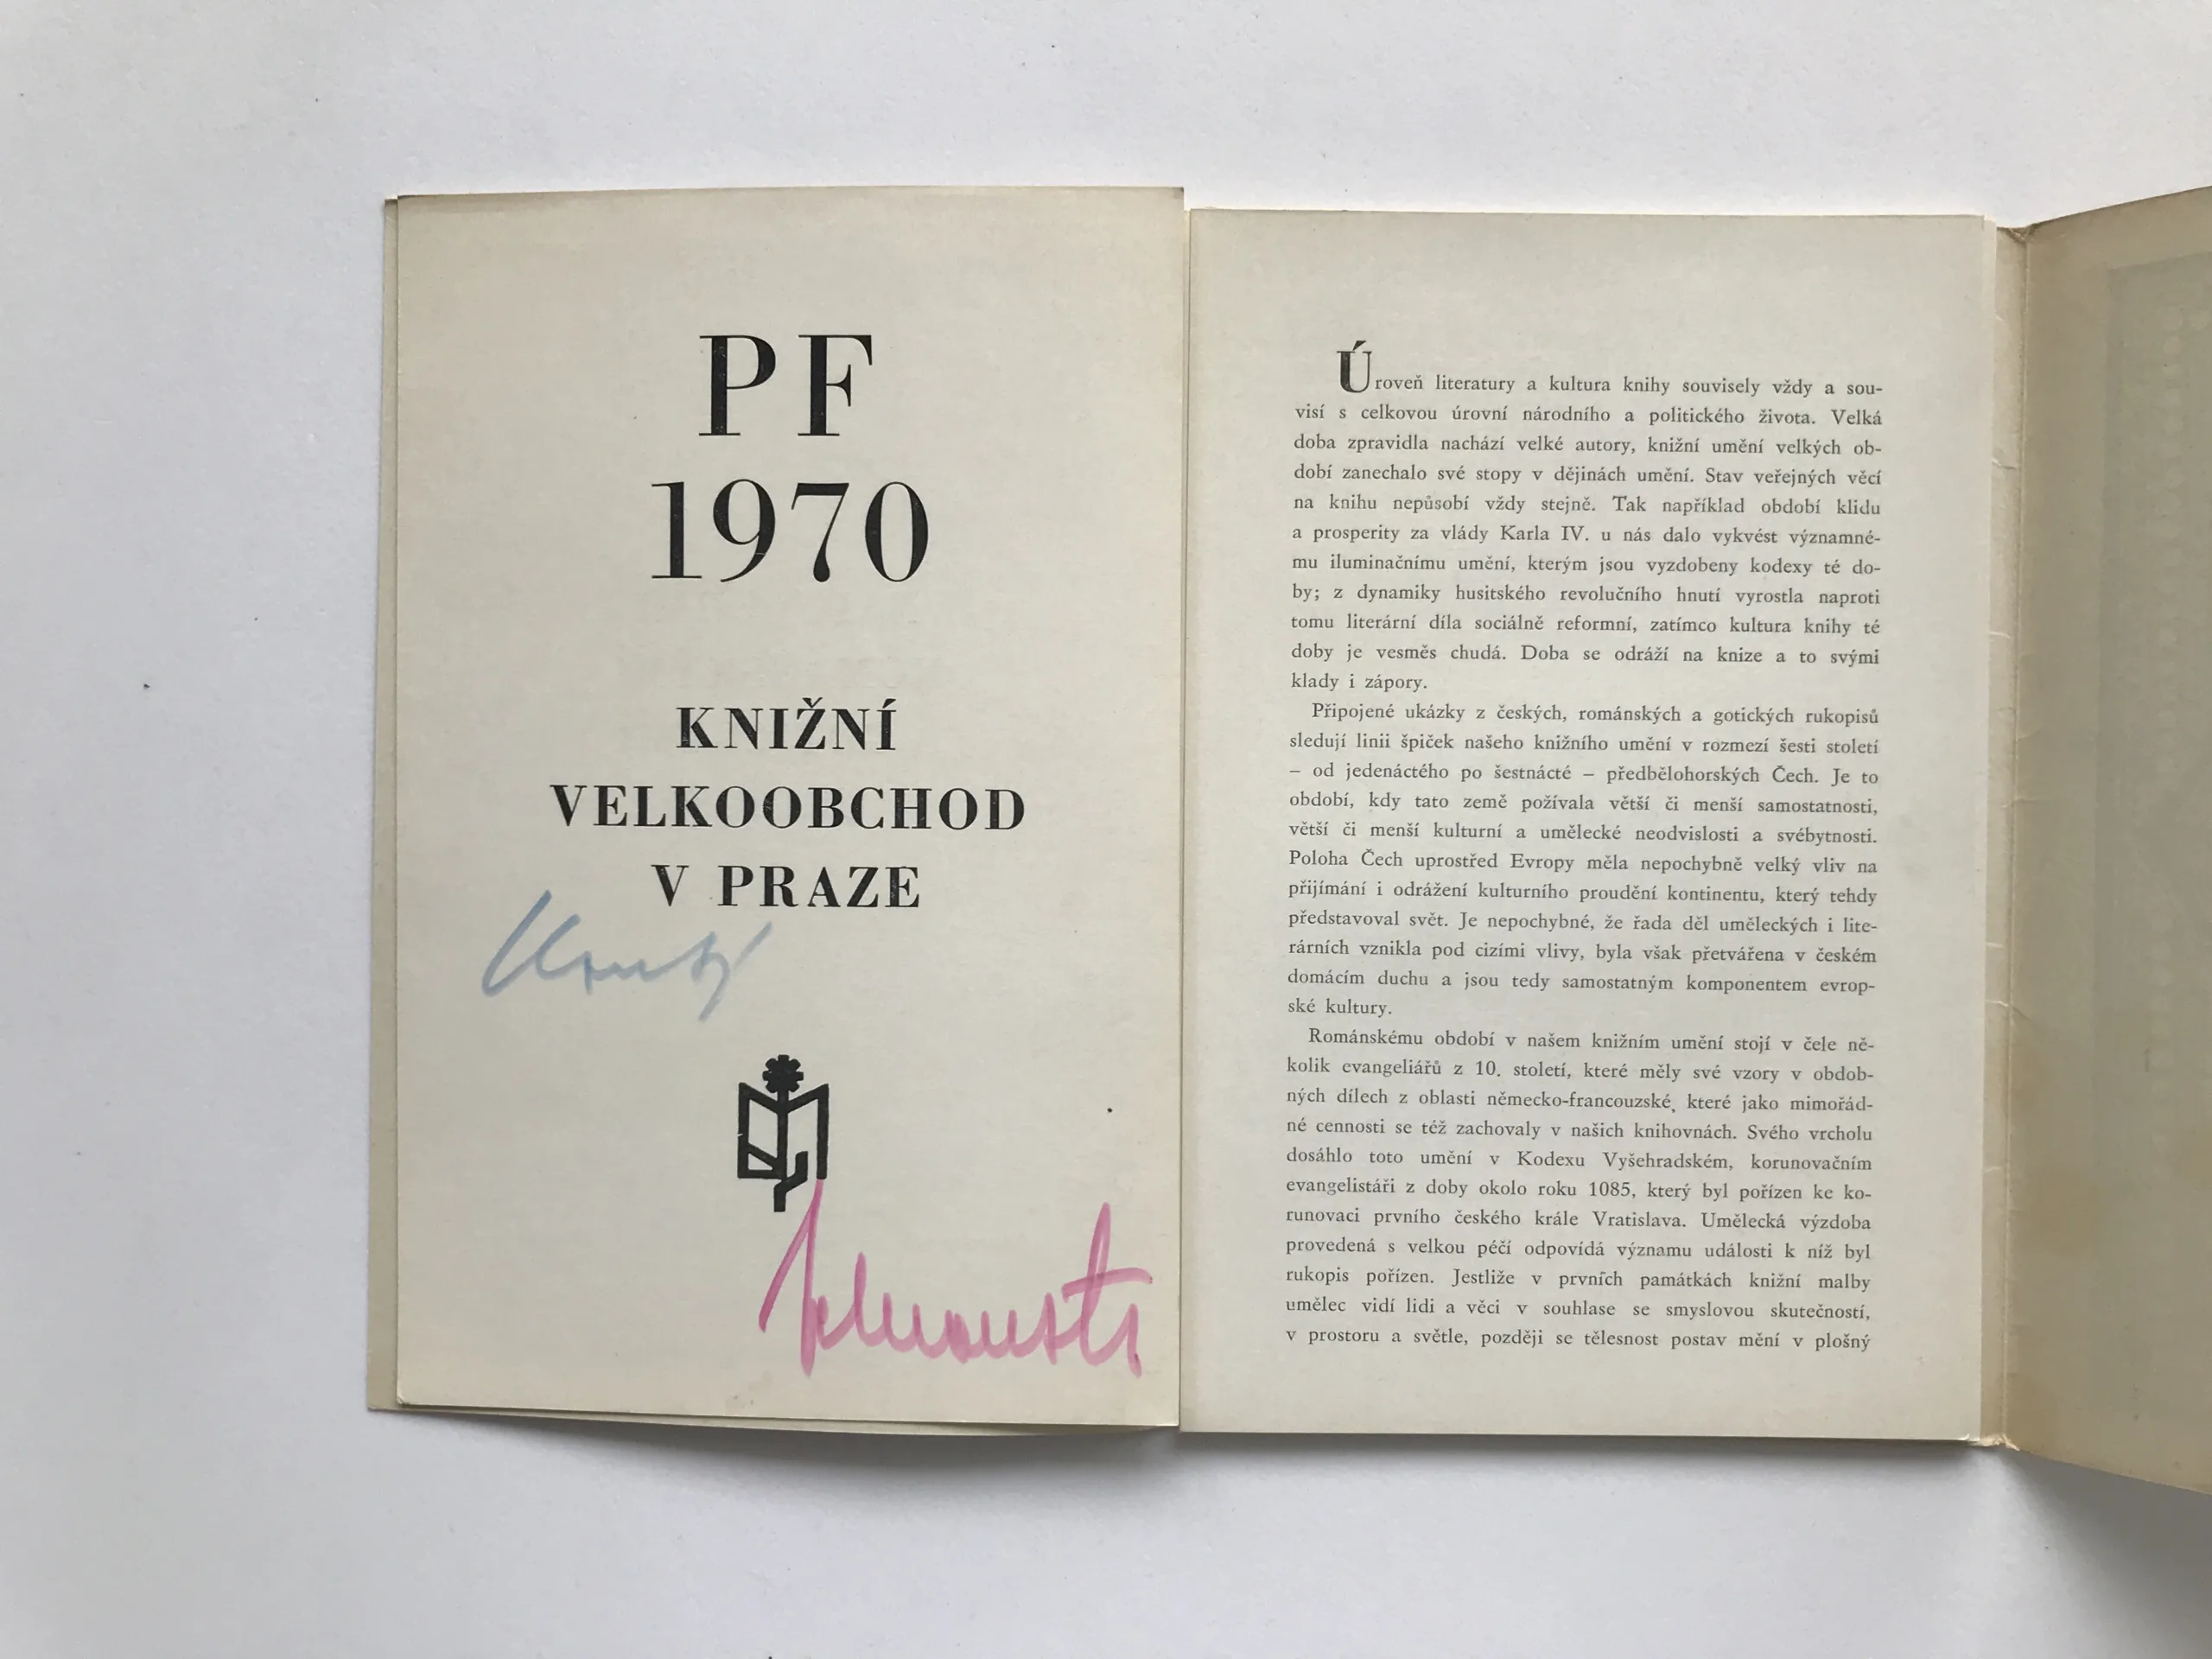 PF
1970
KNIŽNÍ
VELKOOBCHOD
V PRAZE
Úroveň literatury a kultura knihy souvisely vždy a sou-
visí s celkovou úrovní národního a politického života. Velká
doba zpravidla nachází velké autory, knižní umění velkých ob-
dobí zanechalo své stopy v dějinách umění. Stav veřejných věcí
na knihu nepůsobí vždy stejně. Tak například období klidu
a prosperity za vlády Karla IV. u nás dalo vykvést významné-
mu iluminačnímu umění, kterým jsou vyzdobeny kodexy té do-
by; z dynamiky husitského revolučního hnutí vyrostla naproti
tomu literární díla sociálně reformní, zatímco kultura knihy té
doby je vesměs chudá. Doba se odráží na knize a to svými
klady i zápory.
Připojené ukázky z českých, románských a gotických rukopisů
sledují linii špiček našeho knižního umění v rozmezí šesti století
– od jedenáctého po šestnácté – předbělohorských Čech. Je to
období, kdy tato země požívala větší či menší samostatnosti,
větší či menší kulturní a umělecké neodvislosti a svébytnosti.
Poloha Čech uprostřed Evropy měla nepochybně velký vliv na
přijímání i odrážení kulturního proudění kontinentu, který tehdy
představoval svět. Je nepochybné, že řada děl uměleckých i lite-
rárních vznikla pod cizími vlivy, byla však přetvářena v českém
domácím duchu a jsou tedy samostatným komponentem evrop-
ské kultury.
Románskému období v našem knižním umění stojí v čele ně-
kolik evangeliářů z 10. století, které měly své vzory v obdob-
ných dílech z oblasti německo-francouzské, které jako mimořád-
né cennosti se též zachovaly v našich knihovnách. Svého vrcholu
dosáhlo toto umění v Kodexu Vyšehradském, korunovačním
evangelistáři z doby okolo roku 1085, který byl pořízen ke ko-
runovaci prvního českého krále Vratislava. Umělecká výzdoba
provedená s velkou péčí odpovídá významu události k níž byl
rukopis pořízen. Jestliže v prvních památkách knižní malby
umělec vidí lidi a věci v souhlase se smyslovou skutečností,
v prostoru a světle, později se tělesnost postav mění v plošný